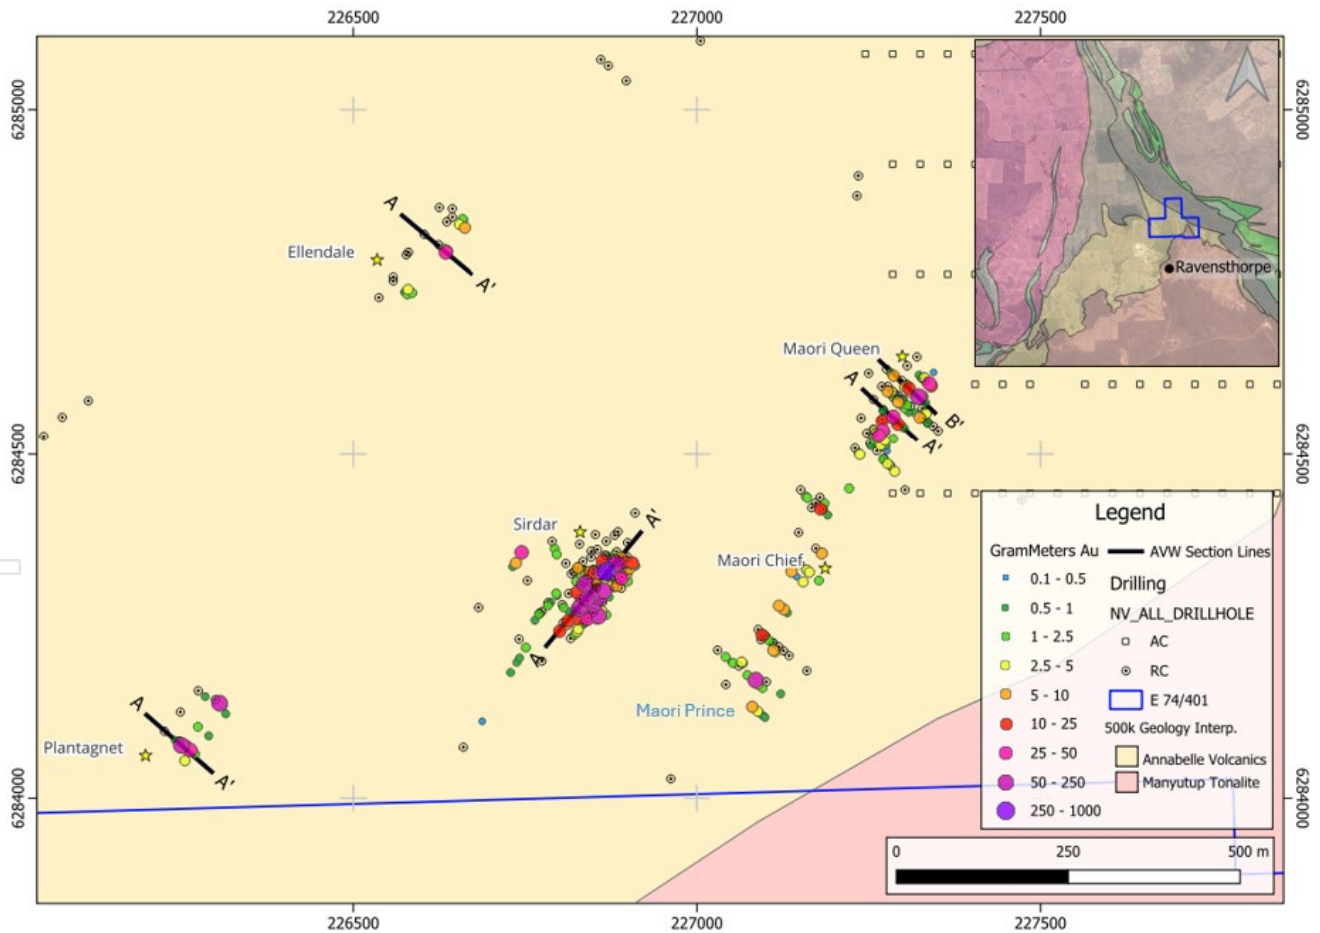 226500
227000
227500
6285000
6285000
A
Ellendale
A'
Ravensthorpe
Maori Queen
A
B'
A'
6284500
6284500
Sirdar
A'
Maori Chief
A
Maori Prince
A
Plantagnet
A'
6284000
6284000
Legend
GramMeters Au
0.1 - 0.5
0.5 - 1
1 - 2.5
2.5 - 5
5 - 10
10 - 25
25 - 50
50 - 250
250 - 1000
AVW Section Lines
Drilling
NV_ALL_DRILLHOLE
AC
RC
E 74/401
500k Geology Interp.
Annabelle Volcanics
Manyutup Tonalite
0
250
500 m
226500
227000
227500